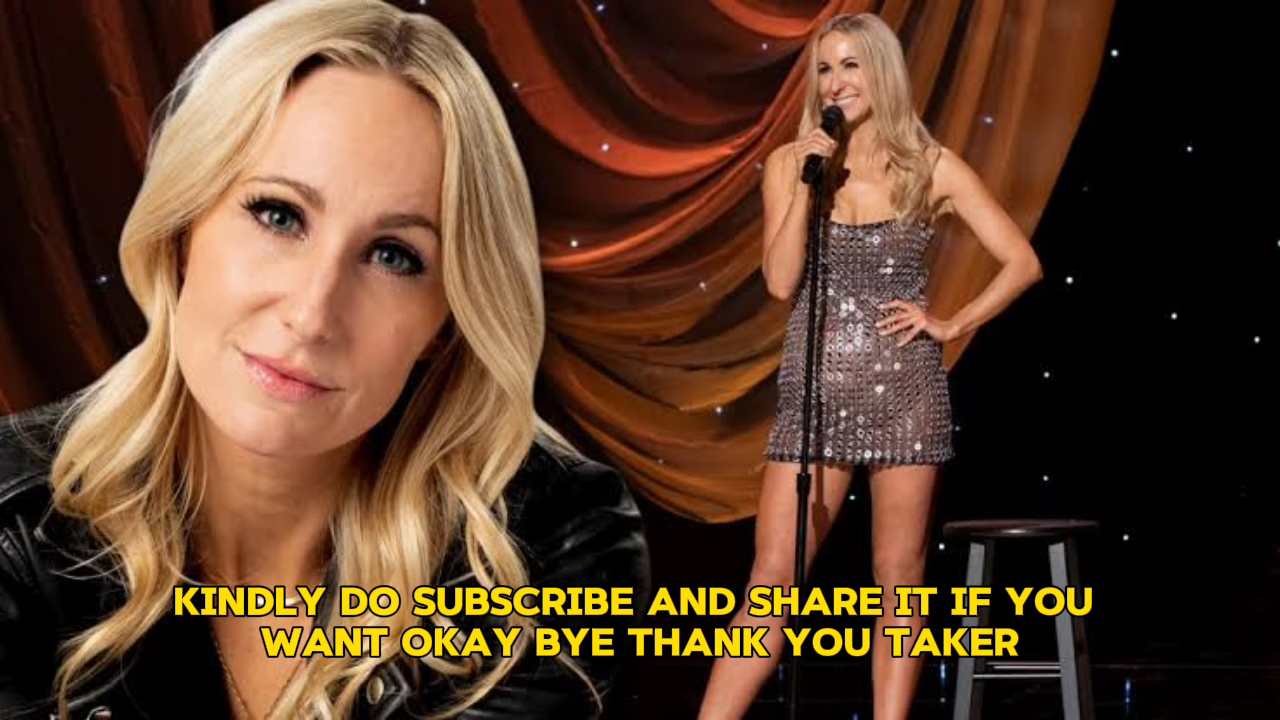 KINDLY DO SUBSCRIBE AND SHARE IT IF YOU
WANT OKAY BYE THANK YOU TAKER